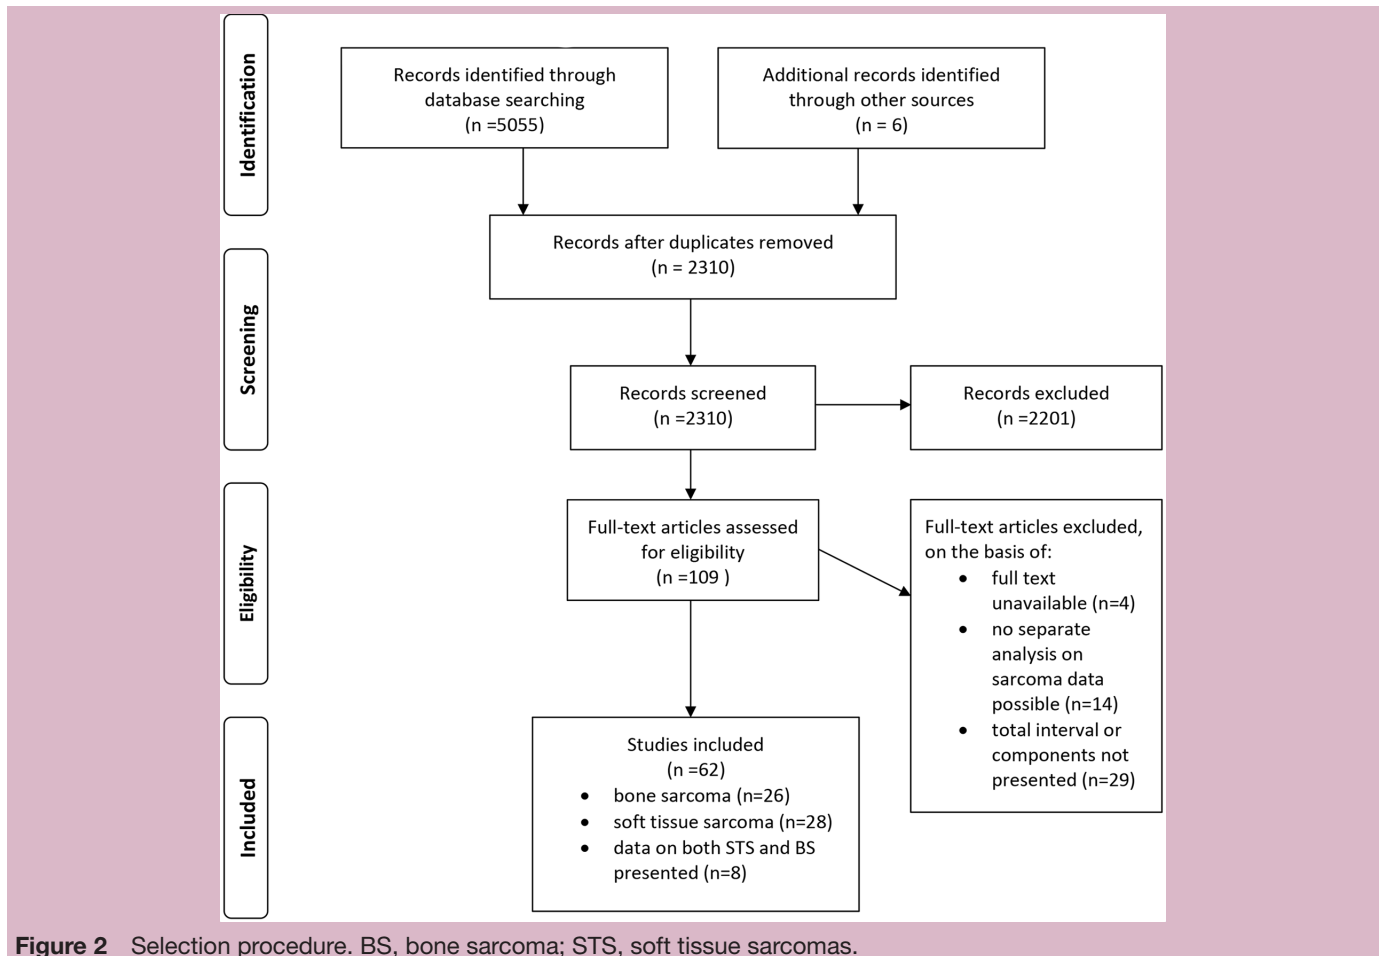 Identification
Records identified through
database searching
(n =5055)
Additional records identified
through other sources
(n = 6)
Records after duplicates removed
(n = 2310)
Screening
Records screened
(n =2310)
Records excluded
(n =2201)
Eligibility
Full-text articles assessed
for eligibility
(n =109 )
Full-text articles excluded,
on the basis of:
• full text
unavailable (n=4)
• no separate
analysis on
sarcoma data
possible (n=14)
• total interval or
components not
presented (n=29)
Included
Studies included
(n =62)
• bone sarcoma (n=26)
• soft tissue sarcoma (n=28)
• data on both STS and BS
presented (n=8)
Figure 2 Selection procedure. BS, bone sarcoma; STS, soft tissue sarcomas.